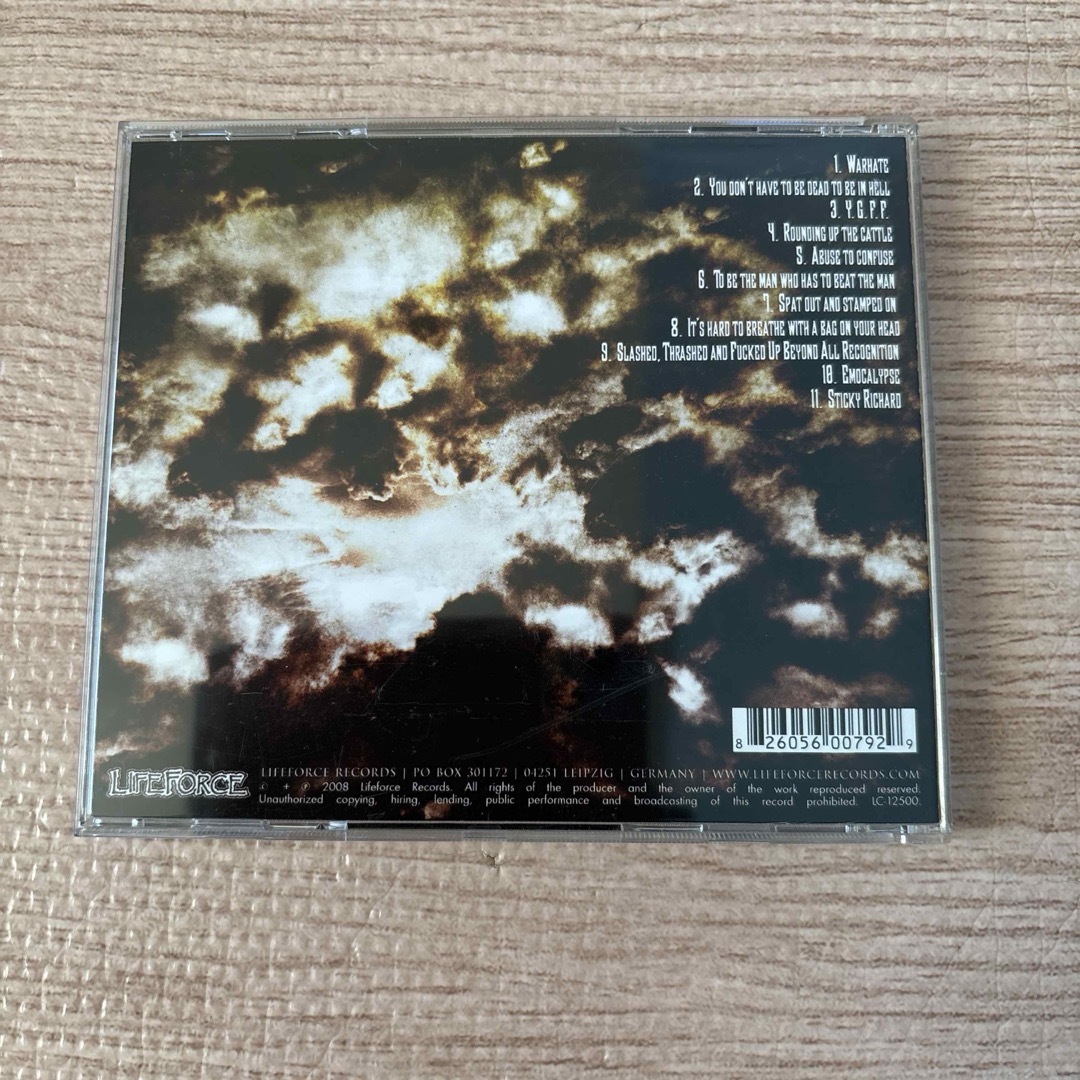 1. Warhate
2. You don´t have to be dead to be in hell
3. Y.G.F.F.
4. Rounding up the cattle
5. Abuse to confuse
6. To be the man who has to beat the man
7. Spat out and stamped on
8. It´s hard to breathe with a bag on your head
9. Slashed, Thrashed and Fucked Up Beyond All Recognition
10. Emocalypse
11. Sticky Richard
8 26056 00792 9
LIFEFORCE
LIFEFORCE RECORDS | PO BOX 301172 | 04251 LEIPZIG | GERMANY | WWW.LIFEFORCERECORDS.COM
© + ℗ 2008 Lifeforce Records. All rights of the producer and the owner of the work reproduced reserved.
Unauthorized copying, hiring, lending, public performance and broadcasting of this record prohibited. LC-12500.